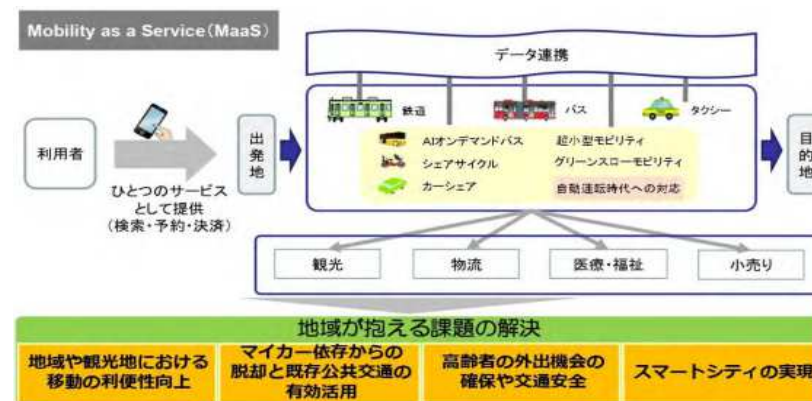 Mobility as a Service(MaaS)
データ連携
鉄道
バス
タクシー
利用者
出発地
AIオンデマンドバス
超小型モビリティ
シェアサイクル
グリーンスローモビリティ
カーシェア
自動運転時代への対応
目的地
ひとつのサービス
として提供
(検索・予約・決済)
観光
物流
医療・福祉
小売り
地域が抱える課題の解決
地域や観光地における
移動の利便性向上
マイカー依存からの
脱却と既存公共交通の
有効活用
高齢者の外出機会の
確保や交通安全
スマートシティの実現